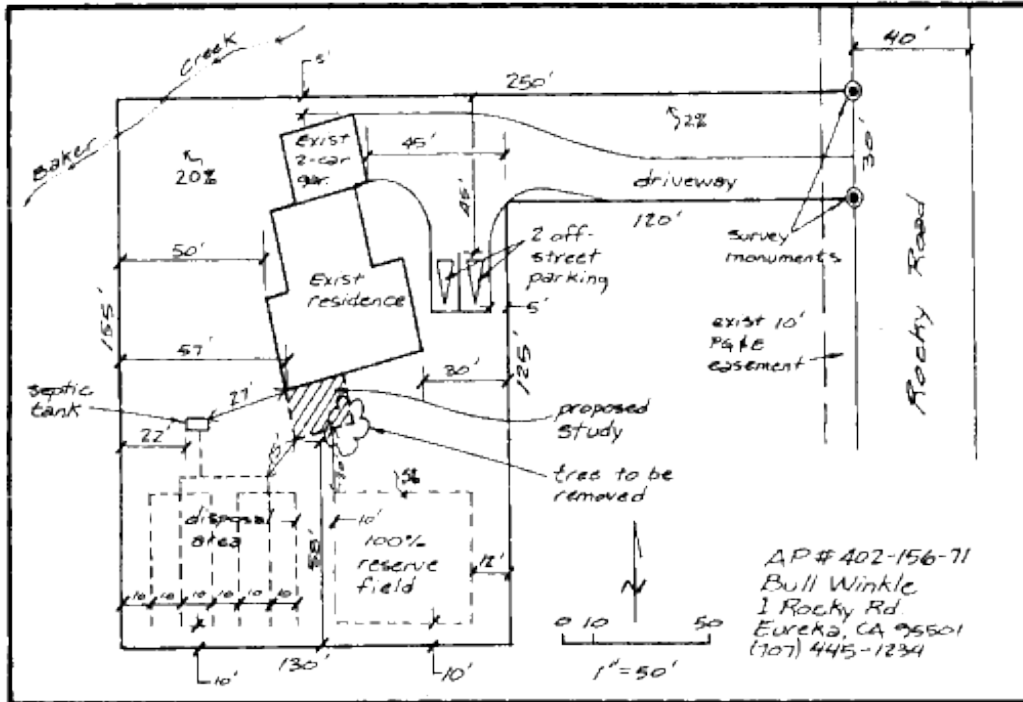 Baker Creek
5'
250'
40'
Exist
2-car
gar.
45'
2%
20%
driveway
30'
45'
120'
survey
monuments
50'
2 off-
street
parking
Exist
residence
5'
155'
exist 10'
PG&E
easement
Rocky Road
57'
125'
30'
septic
tank
27'
proposed
study
22'
tree to be
removed
10'
disposal
area
58'
100%
reserve
field
12'
10 10 10 10 10 10
130'
10'
10'
N
0 10 50
1"=50'
AP # 402-156-71
Bull Winkle
1 Rocky Rd.
Eureka, CA 95501
(707) 445-1234